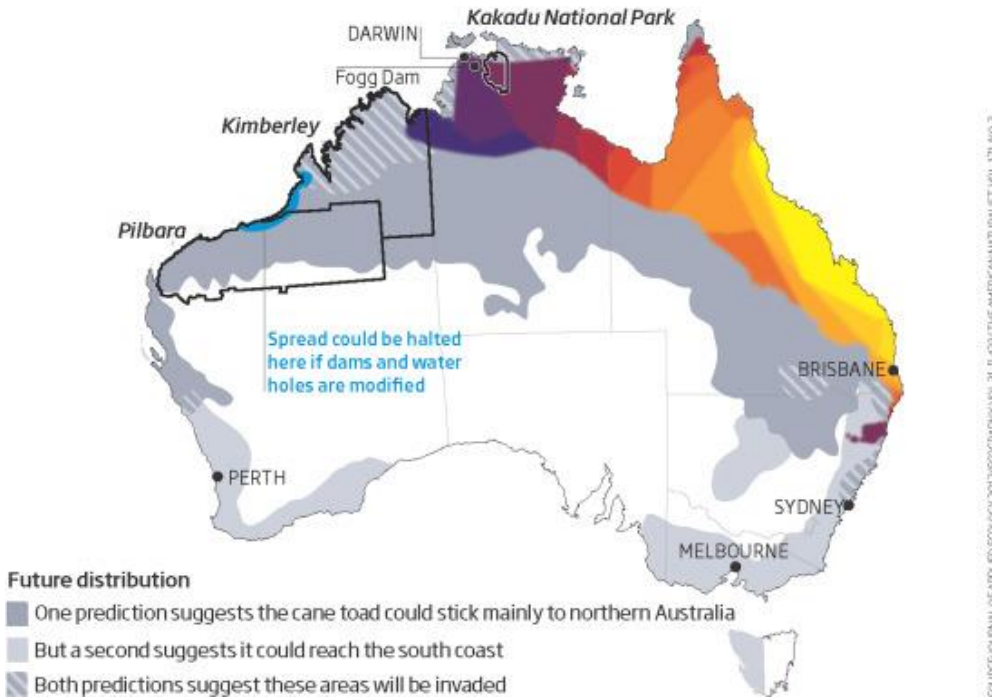 Kakadu National Park
DARWIN
Fogg Dam
Kimberley
Pilbara
Spread could be halted
here if dams and water
holes are modified
BRISBANE
PERTH
SYDNEY
MELBOURNE
Future distribution
One prediction suggests the cane toad could stick mainly to northern Australia
But a second suggests it could reach the south coast
Both predictions suggest these areas will be invaded